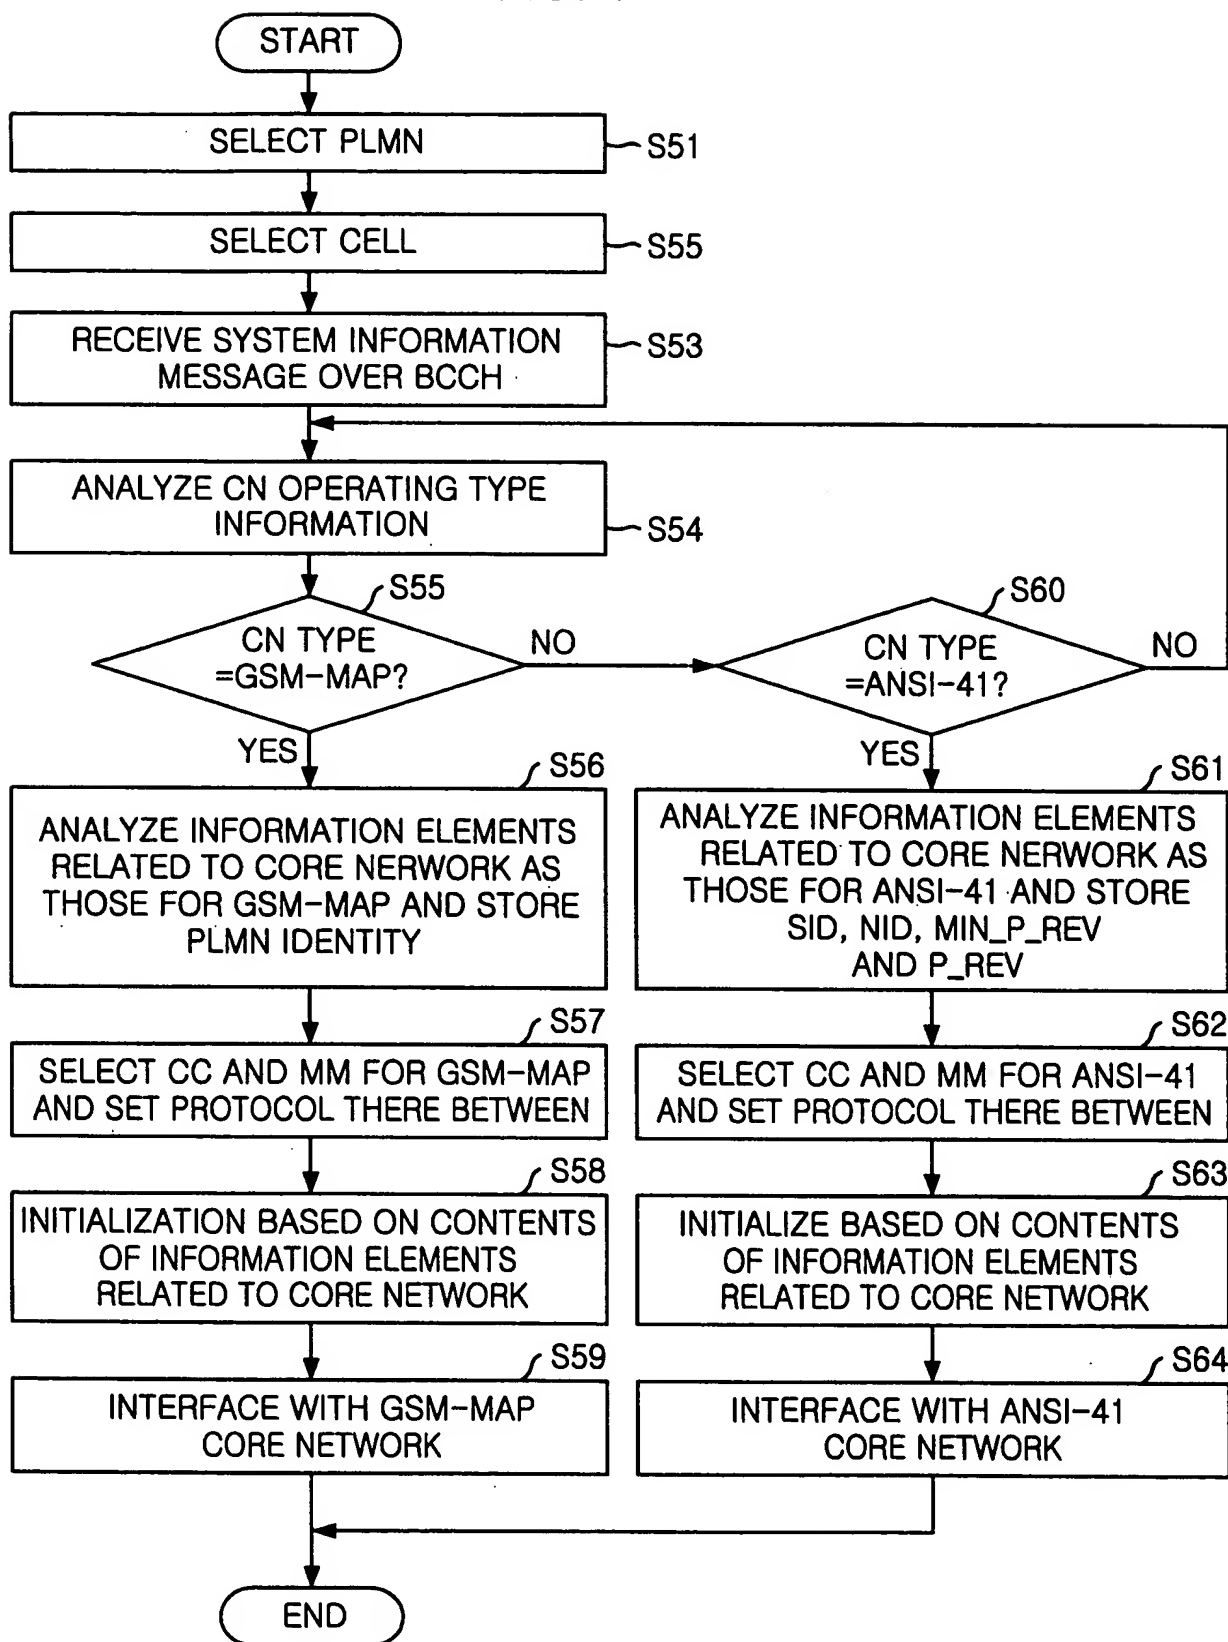 START
SELECT PLMN
S51
SELECT CELL
S55
RECEIVE SYSTEM INFORMATION
MESSAGE OVER BCCH
S53
ANALYZE CN OPERATING TYPE
INFORMATION
S54
S55
CN TYPE
=GSM-MAP?
NO
YES
S60
CN TYPE
=ANSI-41?
NO
YES
S56
ANALYZE INFORMATION ELEMENTS
RELATED TO CORE NERWORK AS
THOSE FOR GSM-MAP AND STORE
PLMN IDENTITY
S61
ANALYZE INFORMATION ELEMENTS
RELATED TO CORE NERWORK AS
THOSE FOR ANSI-41 AND STORE
SID, NID, MIN_P_REV
AND P_REV
S57
SELECT CC AND MM FOR GSM-MAP
AND SET PROTOCOL THERE BETWEEN
S62
SELECT CC AND MM FOR ANSI-41
AND SET PROTOCOL THERE BETWEEN
S58
INITIALIZATION BASED ON CONTENTS
OF INFORMATION ELEMENTS
RELATED TO CORE NETWORK
S63
INITIALIZE BASED ON CONTENTS
OF INFORMATION ELEMENTS
RELATED TO CORE NETWORK
S59
INTERFACE WITH GSM-MAP
CORE NETWORK
S64
INTERFACE WITH ANSI-41
CORE NETWORK
END